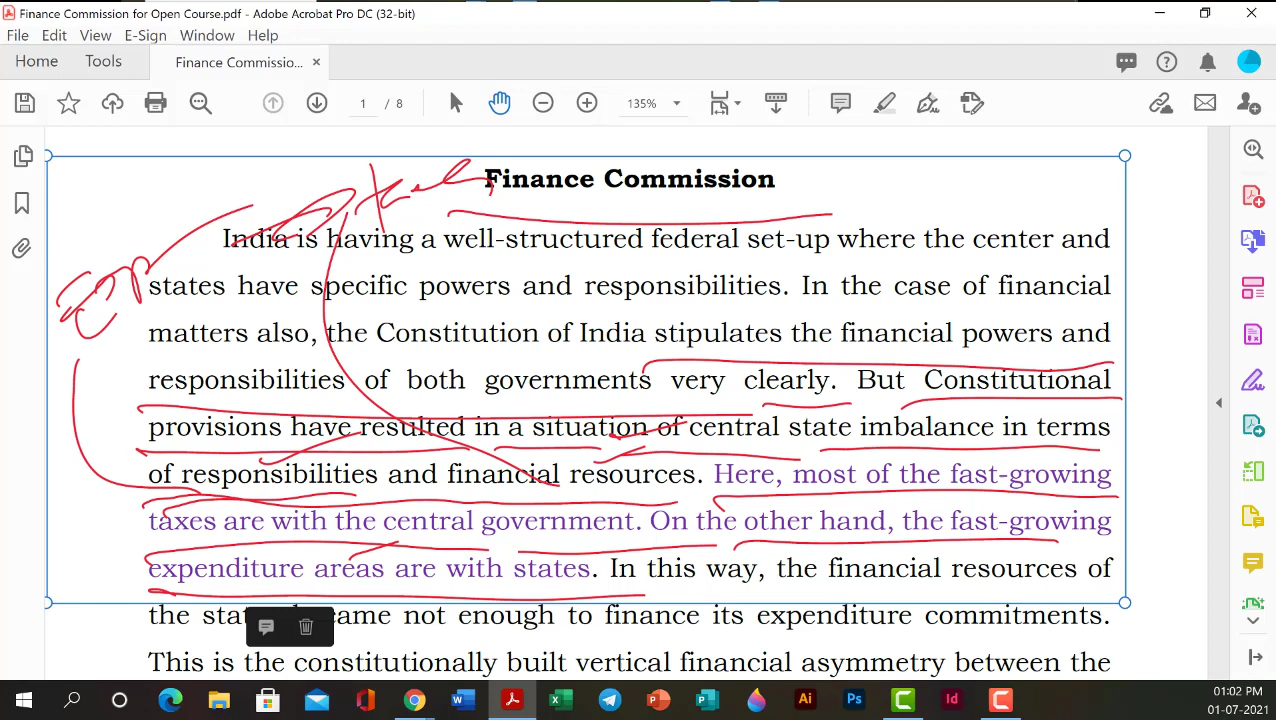 Finance Commission for Open Course.pdf - Adobe Acrobat Pro DC (32-bit)
File Edit View E-Sign Window Help
Home Tools Finance Commissio... ×
1 / 8 135%
Finance Commission
India is having a well-structured federal set-up where the center and
states have specific powers and responsibilities. In the case of financial
matters also, the Constitution of India stipulates the financial powers and
responsibilities of both governments very clearly. But Constitutional
provisions have resulted in a situation of central state imbalance in terms
of responsibilities and financial resources. Here, most of the fast-growing
taxes are with the central government. On the other hand, the fast-growing
expenditure areas are with states. In this way, the financial resources of
the
not enough to finance its expenditure commitments.
This is the constitutionally built vertical financial asymmetry between the
01:02 PM
01-07-2021